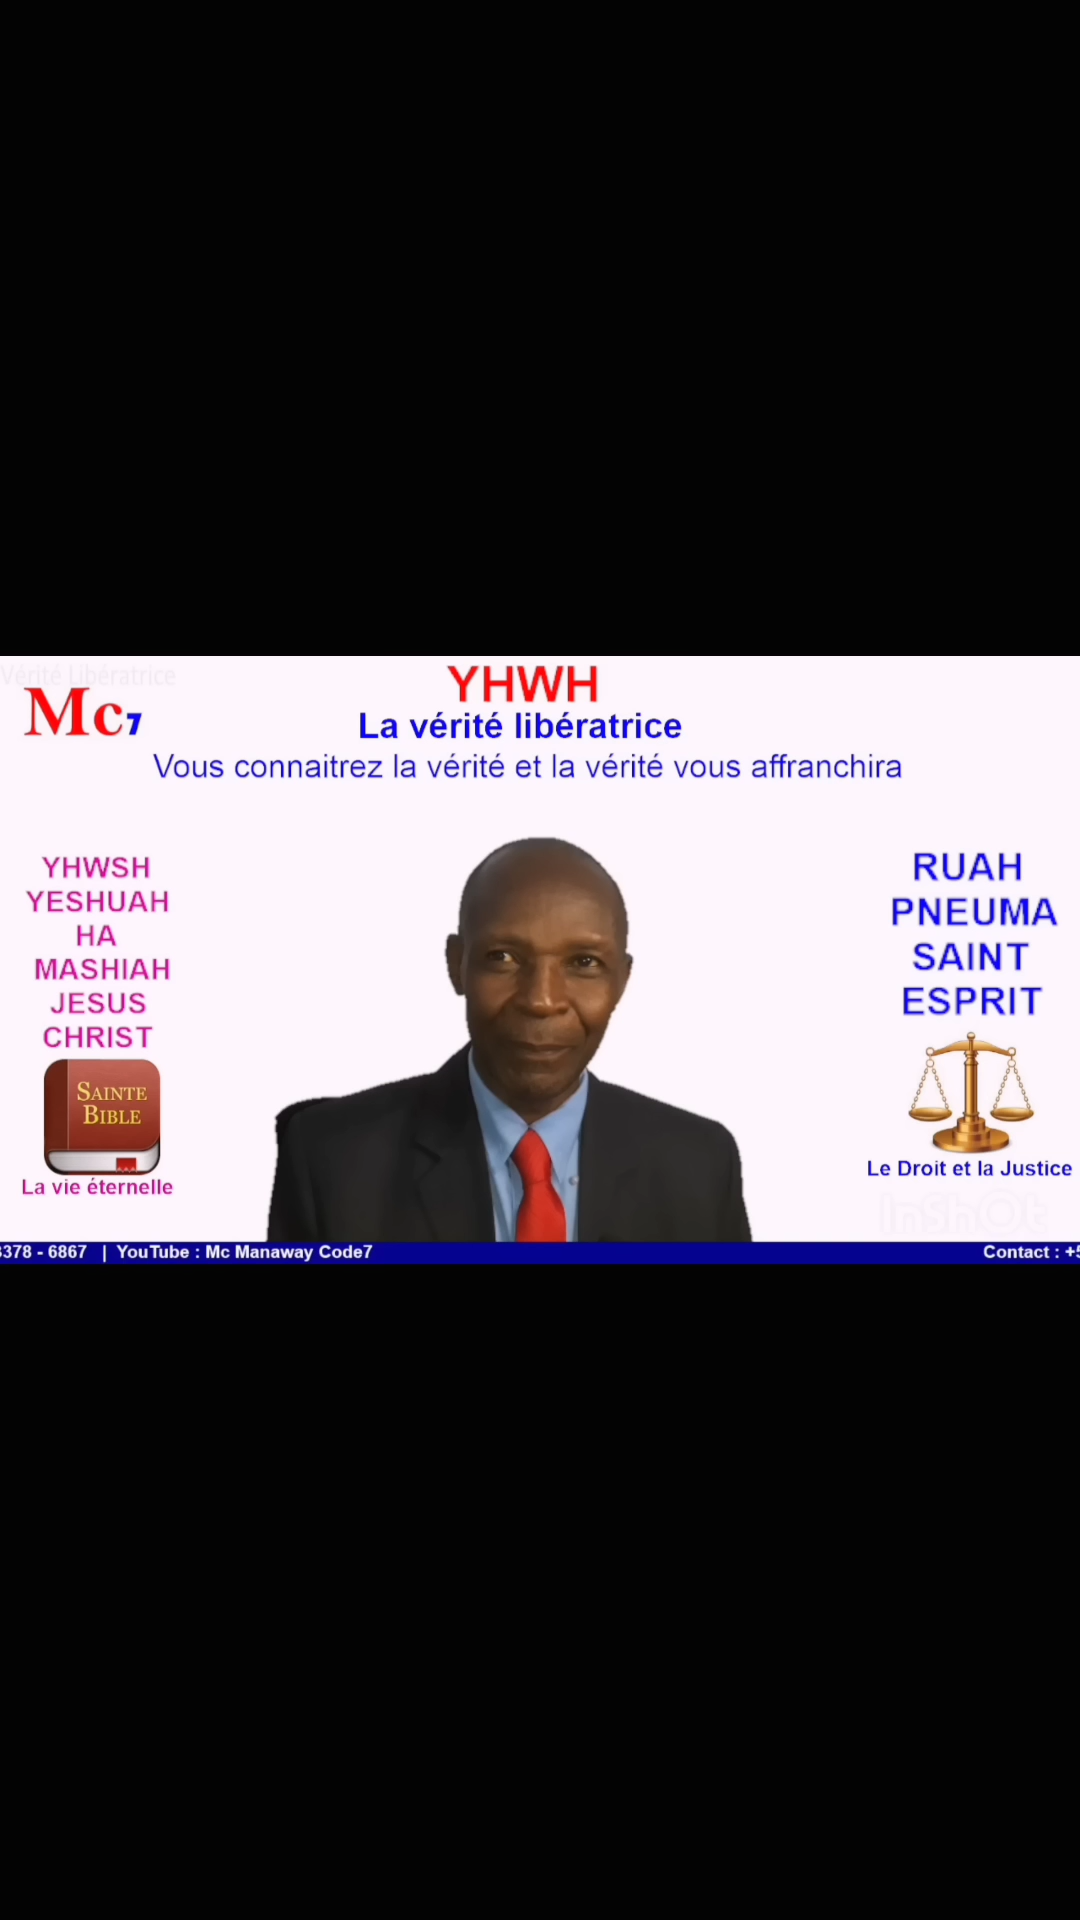 Vérité Libératrice
Mc7
YHWH
La vérité libératrice
Vous connaitrez la vérité et la vérité vous affranchira
YHWSH
YESHUAH
HA
MASHIAH
JESUS
CHRIST
SAINTE
BIBLE
La vie éternelle
RUAH
PNEUMA
SAINT
ESPRIT
Le Droit et la Justice
InShOt
3378 - 6867 | YouTube : Mc Manaway Code7 Contact : +5